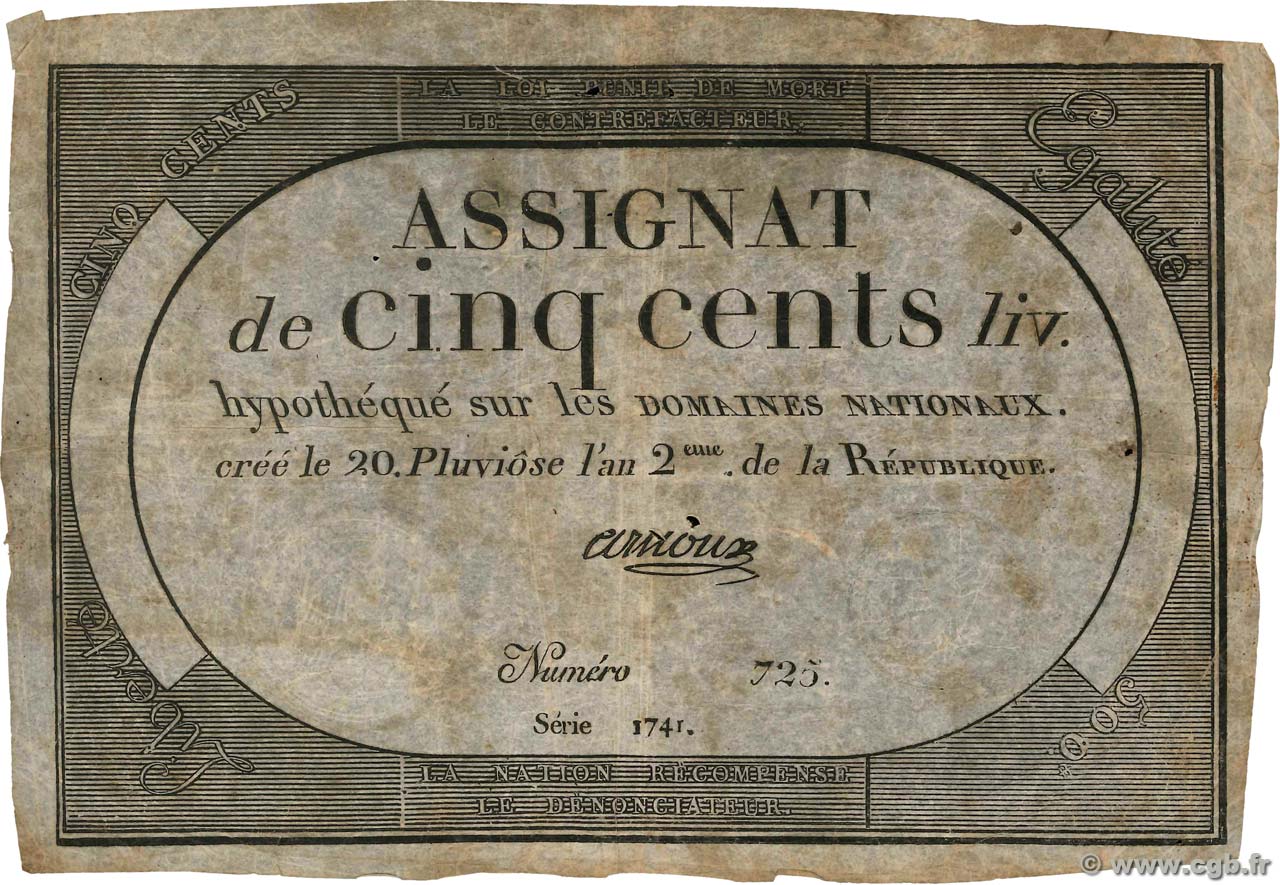 LA LOI PUNIT DE MORT
LE CONTREFACTEUR.
CINQ CENTS
Egalité
ASSIGNAT
de cinq cents liv.
hypothéqué sur les DOMAINES NATIONAUX.
créé le 20. Pluviôse l'an 2eme. de la RÉPUBLIQUE.
arnoux
Numéro 725.
Série 1741.
Liberté
500#
LA NATION RÉCOMPENSE
LE DÉNONCIATEUR.
© www.cgb.fr